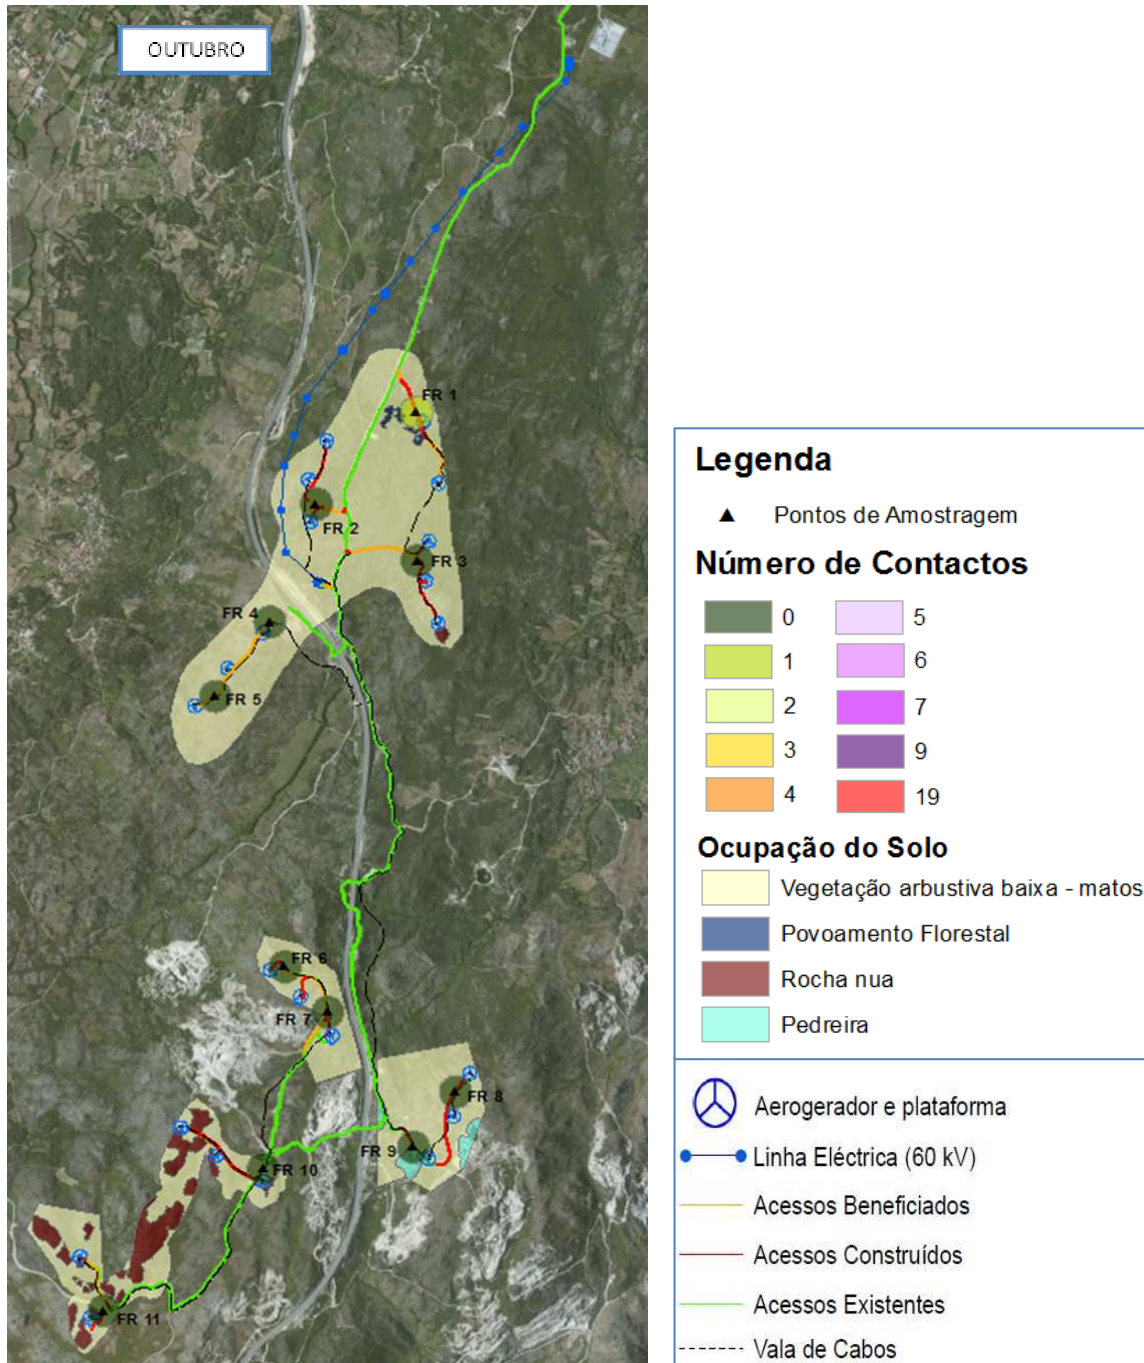 OUTUBRO
FR 1
FR 2
FR 3
FR 4
FR 5
FR 6
FR 7
FR 8
FR 9
FR 10
FR 11
Legenda
Pontos de Amostragem
Número de Contactos
0 5
1 6
2 7
3 9
4 19
Ocupação do Solo
Vegetação arbustiva baixa - matos
Povoamento Florestal
Rocha nua
Pedreira
Aerogerador e plataforma
Linha Eléctrica (60 kV)
Acessos Beneficiados
Acessos Construídos
Acessos Existentes
Vala de Cabos